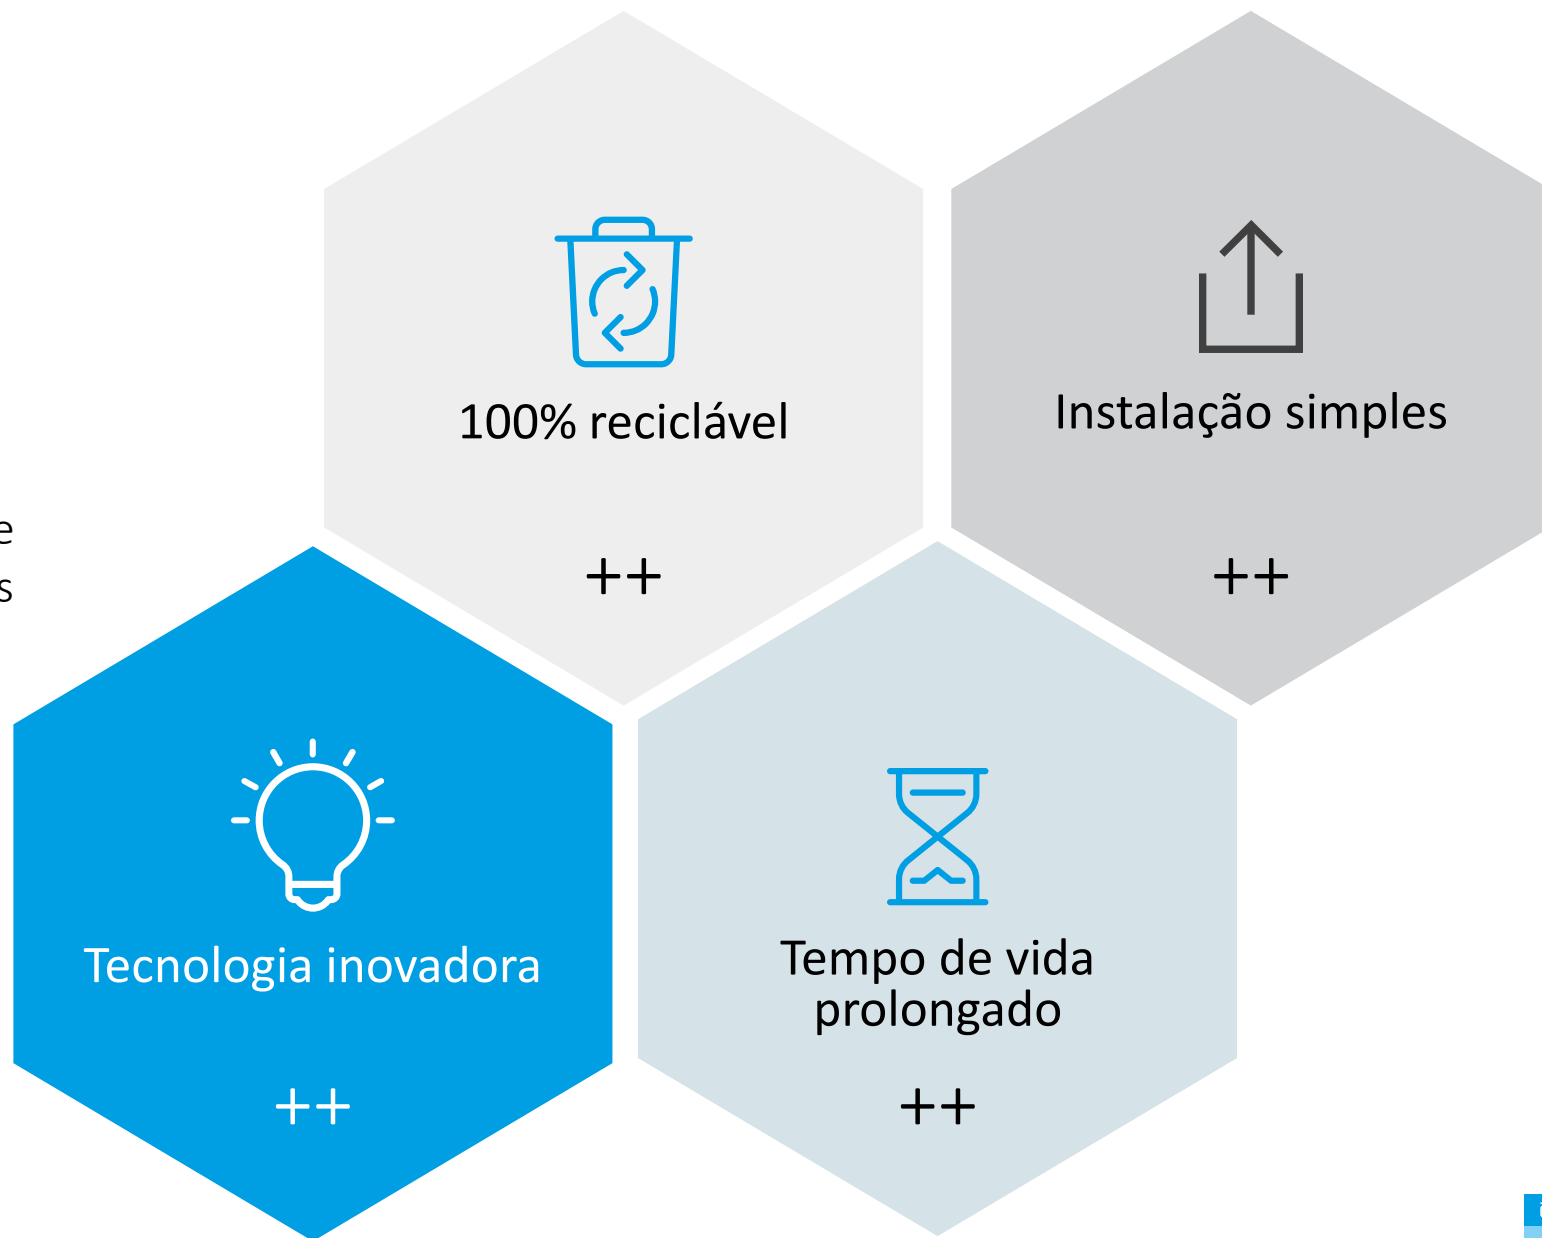 100% reciclável
++
Instalação simples
++
Tecnologia inovadora
++
Tempo de vida
prolongado
++